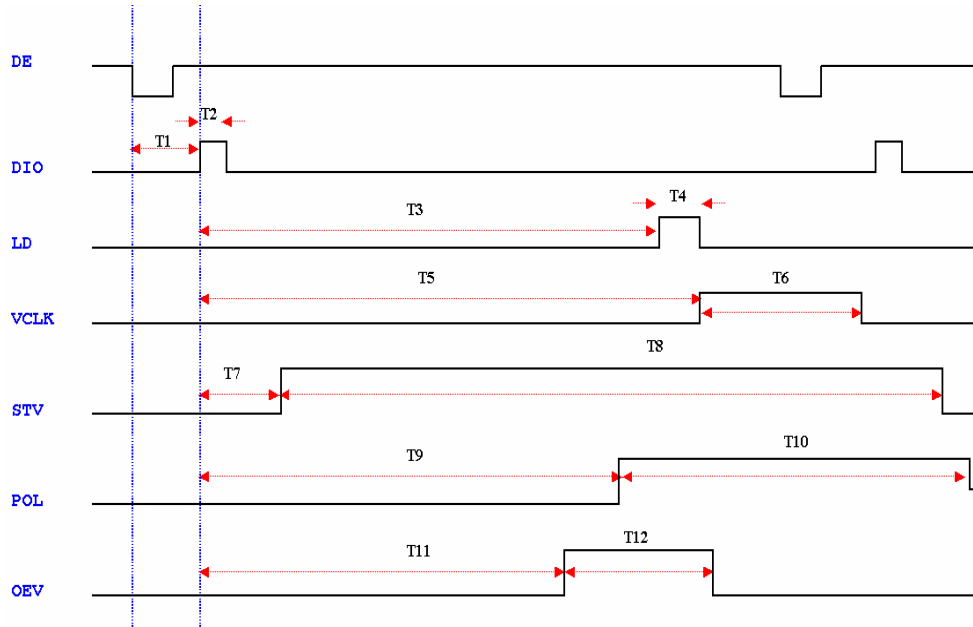 DE
T2
T1
DIO
T4
T3
LD
T5
T6
VCLK
T8
T7
STV
T9
T10
POL
T11
T12
OEV